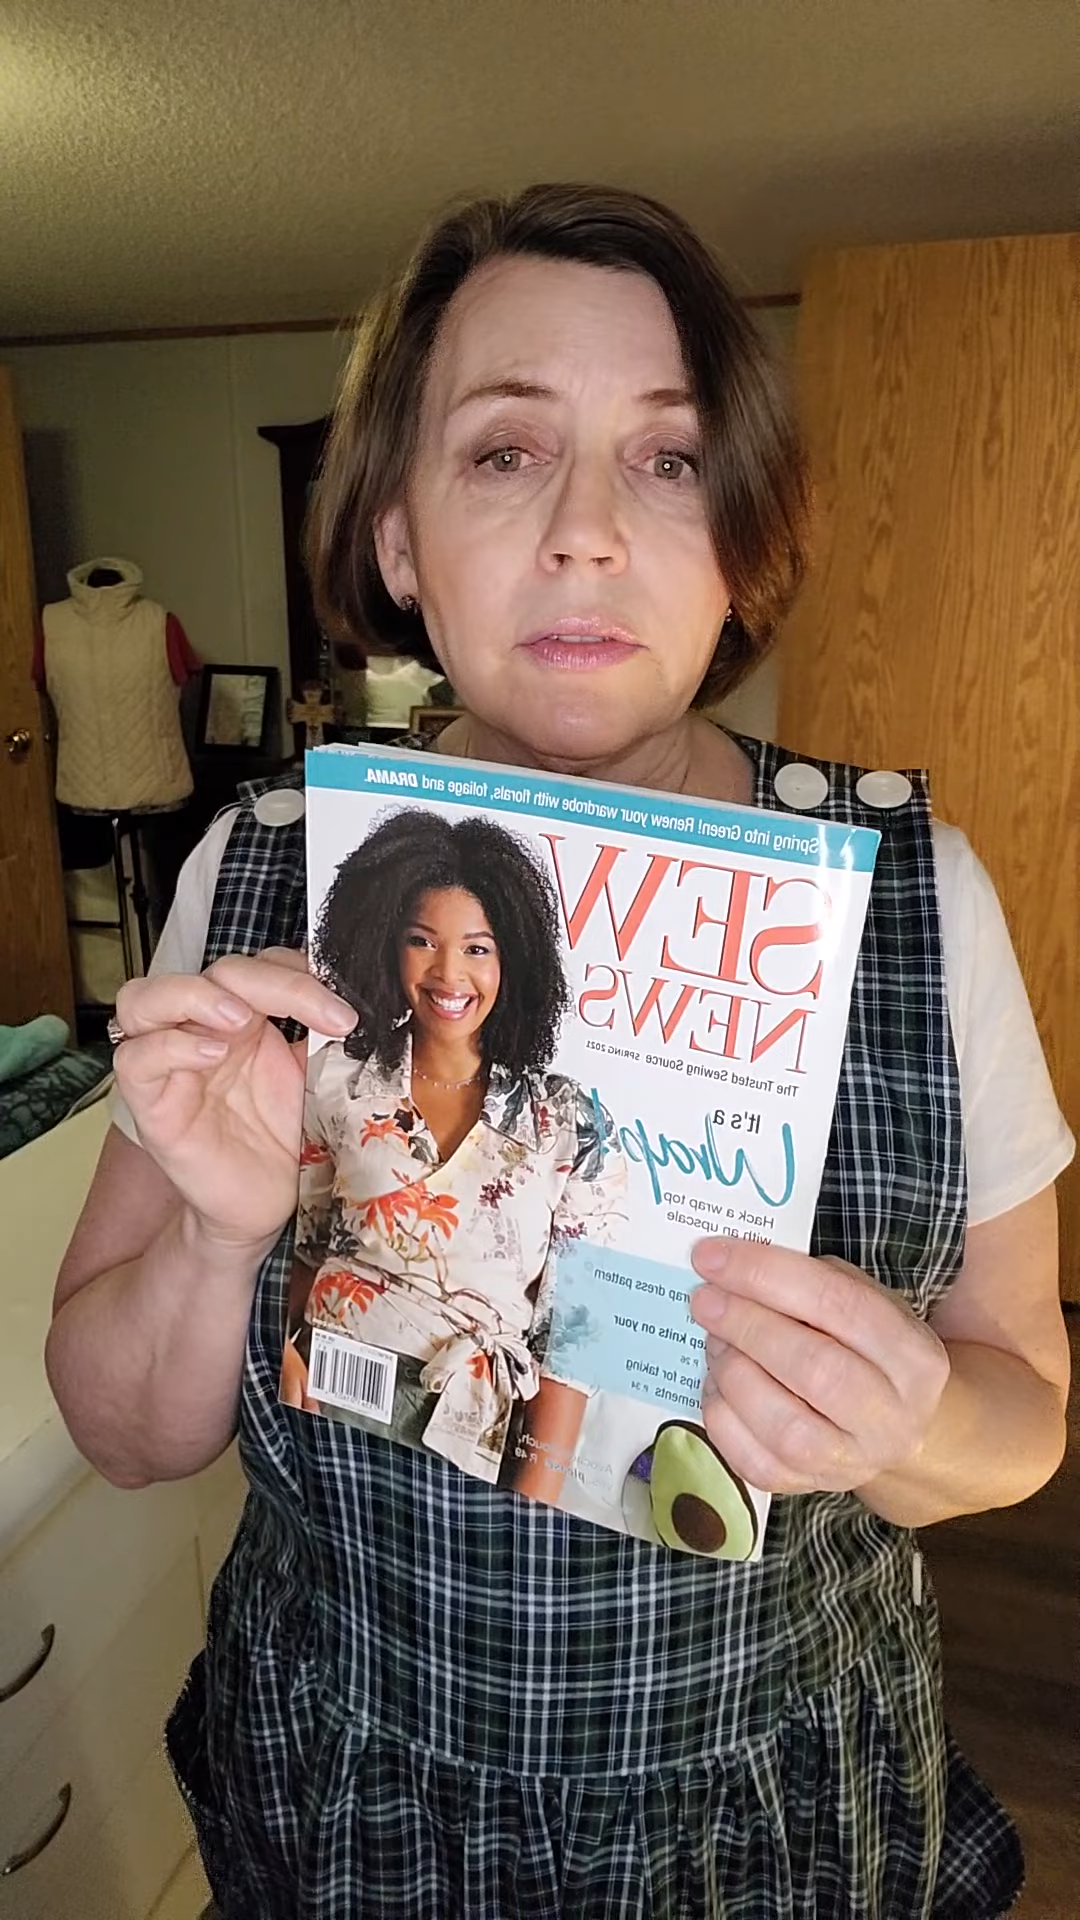 Spring into Green! Renew your wardrobe with florals, foliage and DRAMA.
SEW
NEWS
The Trusted Sewing Source SPRING 2021
It's a
Wrap!
Hack a wrap top
with an upscale
wrap dress pattern
knits on your
P. 26
tips for taking
P. 34
please P. 49